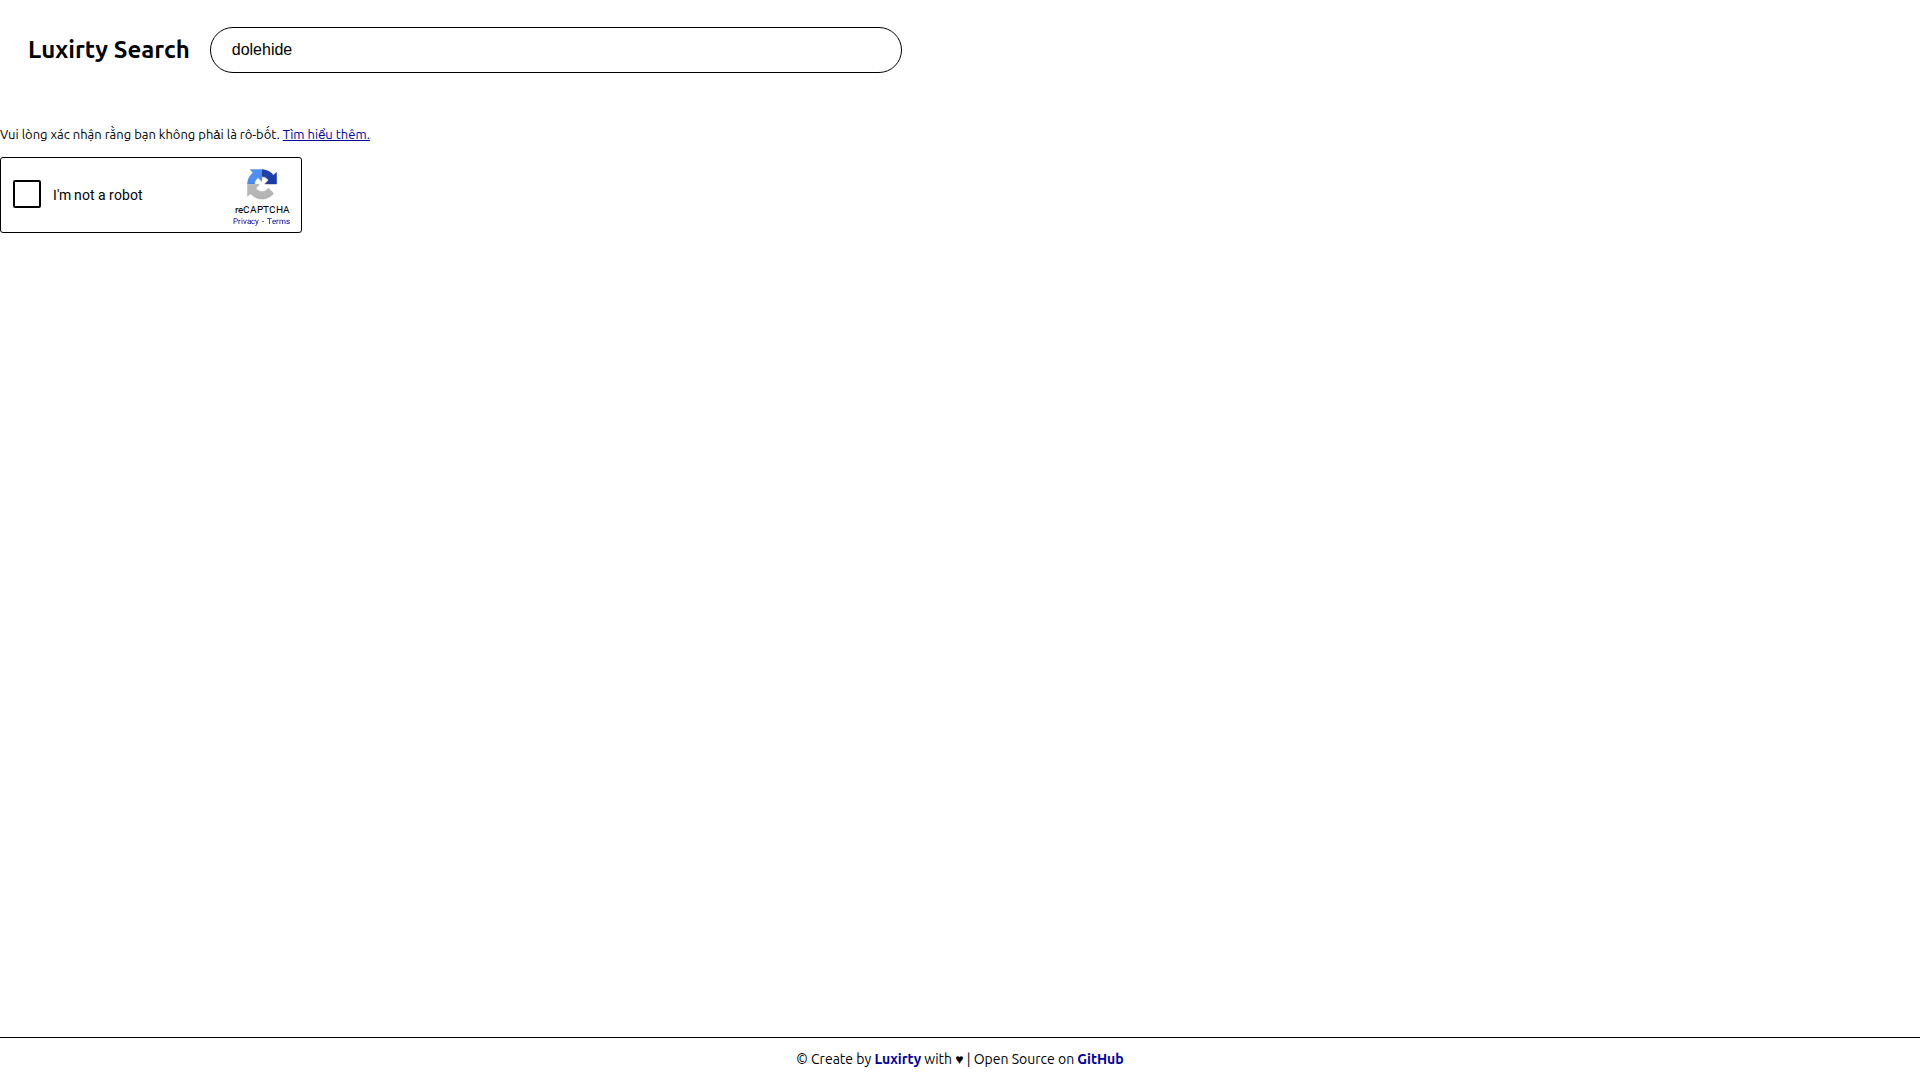 Luxirty Search
dolehide
Vui lòng xác nhận rằng bạn không phải là rô-bốt. Tìm hiểu thêm.
I'm not a robot
reCAPTCHA
Privacy - Terms
© Create by Luxirty with ♥ | Open Source on GitHub